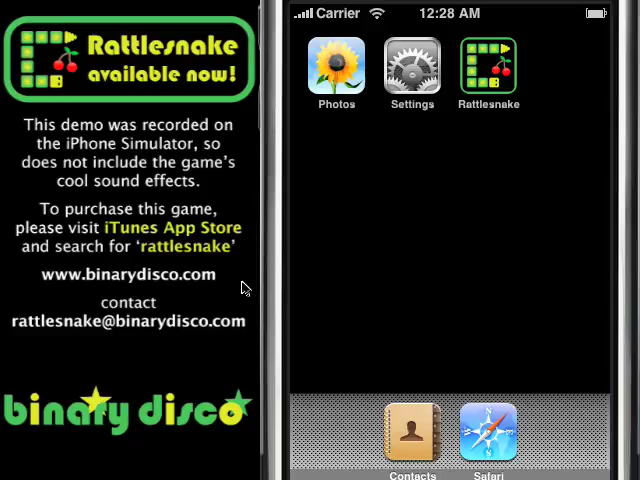 Rattlesnake
available now!
This demo was recorded on
the iPhone Simulator, so
does not include the game's
cool sound effects.
To purchase this game,
please visit iTunes App Store
and search for 'rattlesnake'
www.binarydisco.com
contact
rattlesnake@binarydisco.com
binary disco
Carrier 12:28 AM
Photos Settings Rattlesnake
Contacts Safari